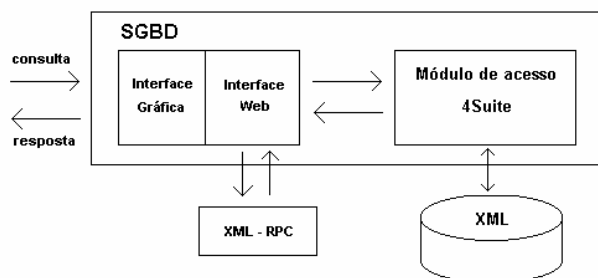 SGBD
consulta
resposta
Interface
Gráfica
Interface
Web
Módulo de acesso
4Suite
XML - RPC
XML